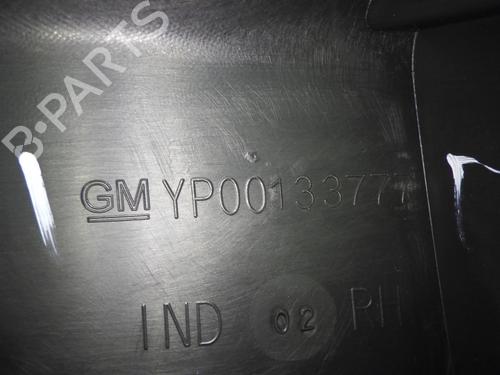 B-PARTS
GM YP00133777
IND 02 RH